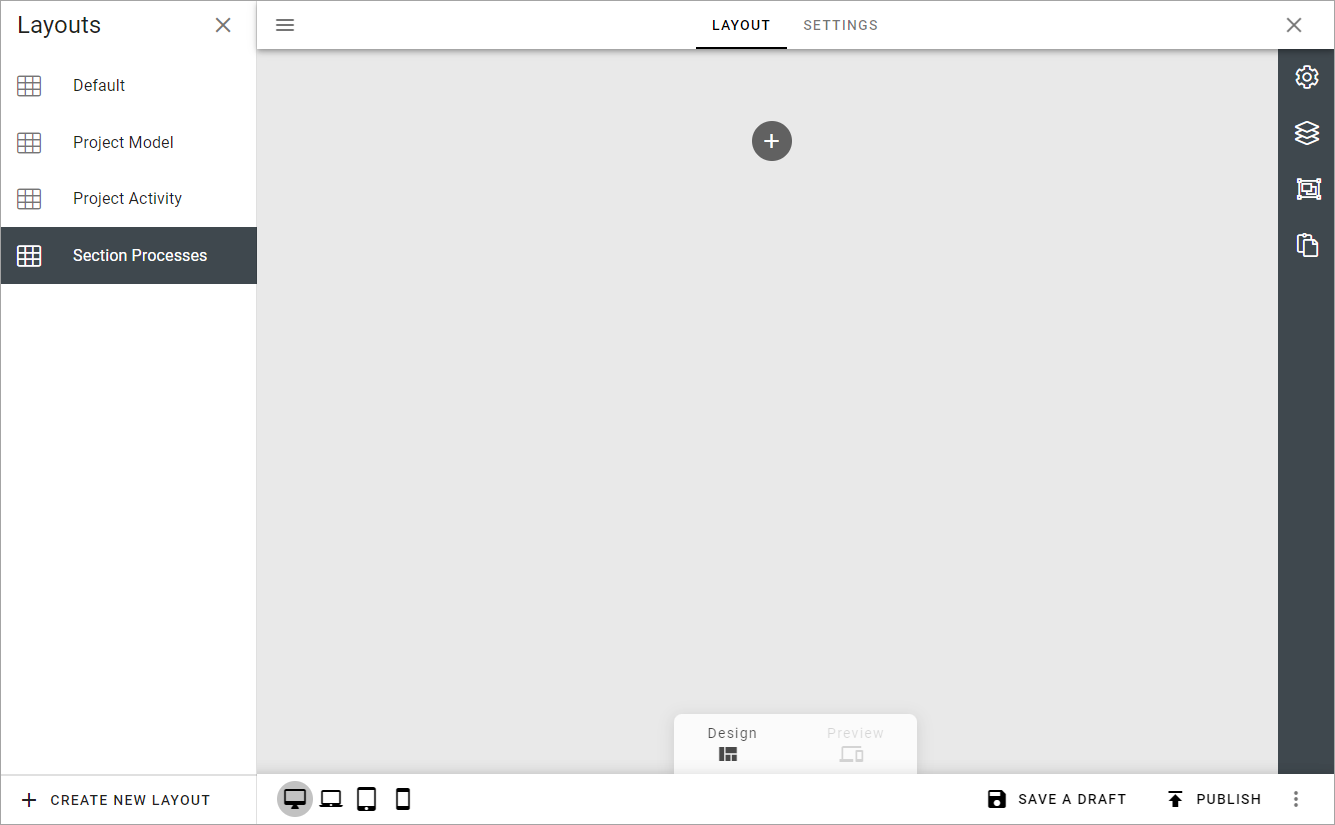 Layouts
LAYOUT
SETTINGS
Default
Project Model
Project Activity
Section Processes
Design
Preview
CREATE NEW LAYOUT
SAVE A DRAFT
PUBLISH